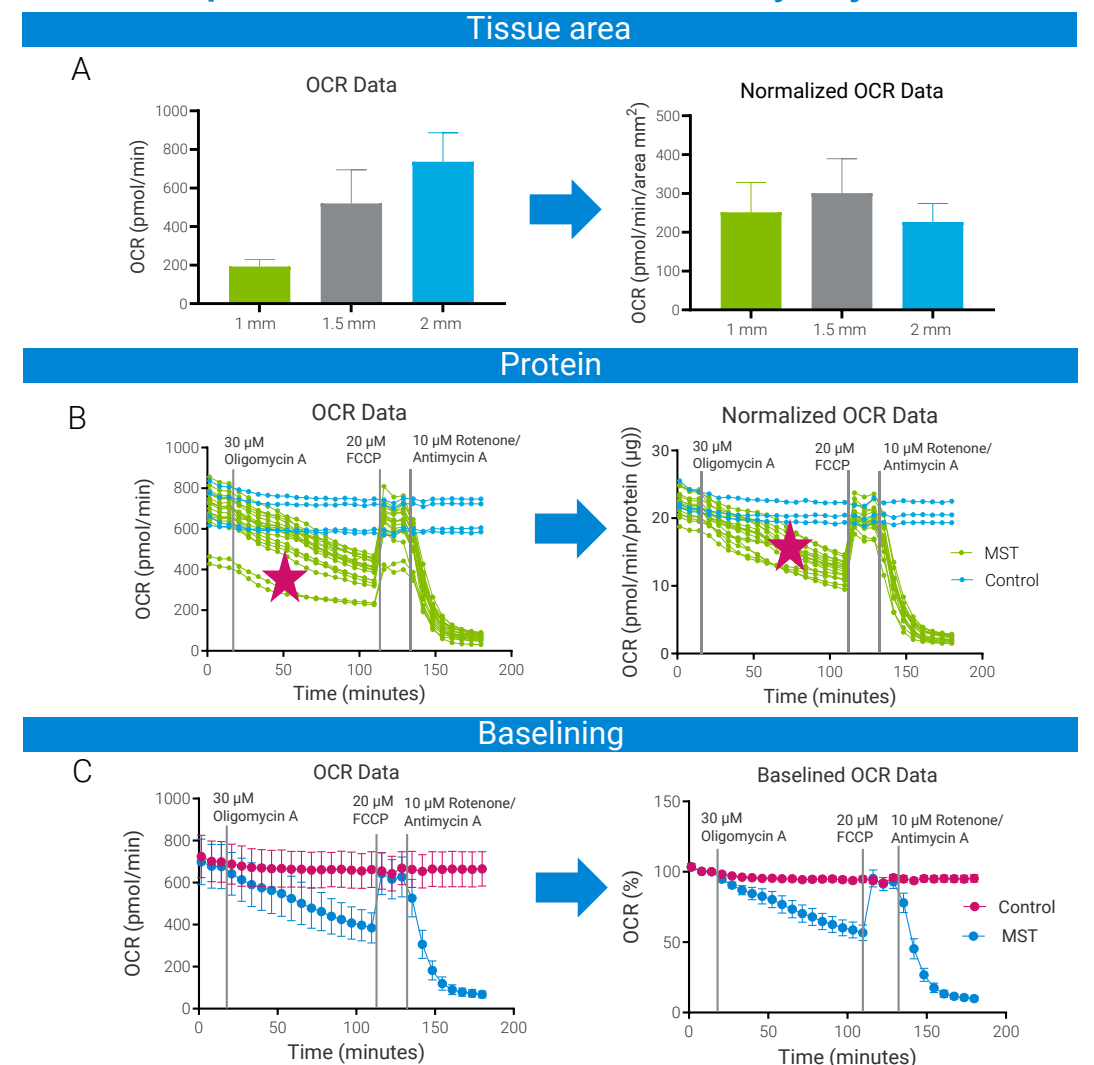 Tissue area
A
OCR Data
OCR (pmol/min)
1000
800
600
400
200
0
1 mm
1.5 mm
2 mm
Normalized OCR Data
OCR (pmol/min/area mm²)
500
400
300
200
100
0
1 mm
1.5 mm
2 mm
Protein
B
OCR Data
OCR (pmol/min)
1000
800
600
400
200
0
30 µM
Oligomycin A
20 µM
FCCP
10 µM Rotenone/
Antimycin A
0
50
100
150
200
Time (minutes)
Normalized OCR Data
OCR (pmol/min/protein (µg))
30
20
10
0
30 µM
Oligomycin A
20 µM
FCCP
10 µM Rotenone/
Antimycin A
MST
Control
0
50
100
150
200
Time (minutes)
Baselining
C
OCR Data
OCR (pmol/min)
1000
800
600
400
200
0
30 µM
Oligomycin A
20 µM
FCCP
10 µM Rotenone/
Antimycin A
0
50
100
150
200
Time (minutes)
Baselined OCR Data
OCR (%)
150
100
50
0
30 µM
Oligomycin A
20 µM
FCCP
10 µM Rotenone/
Antimycin A
Control
MST
0
50
100
150
200
Time (minutes)